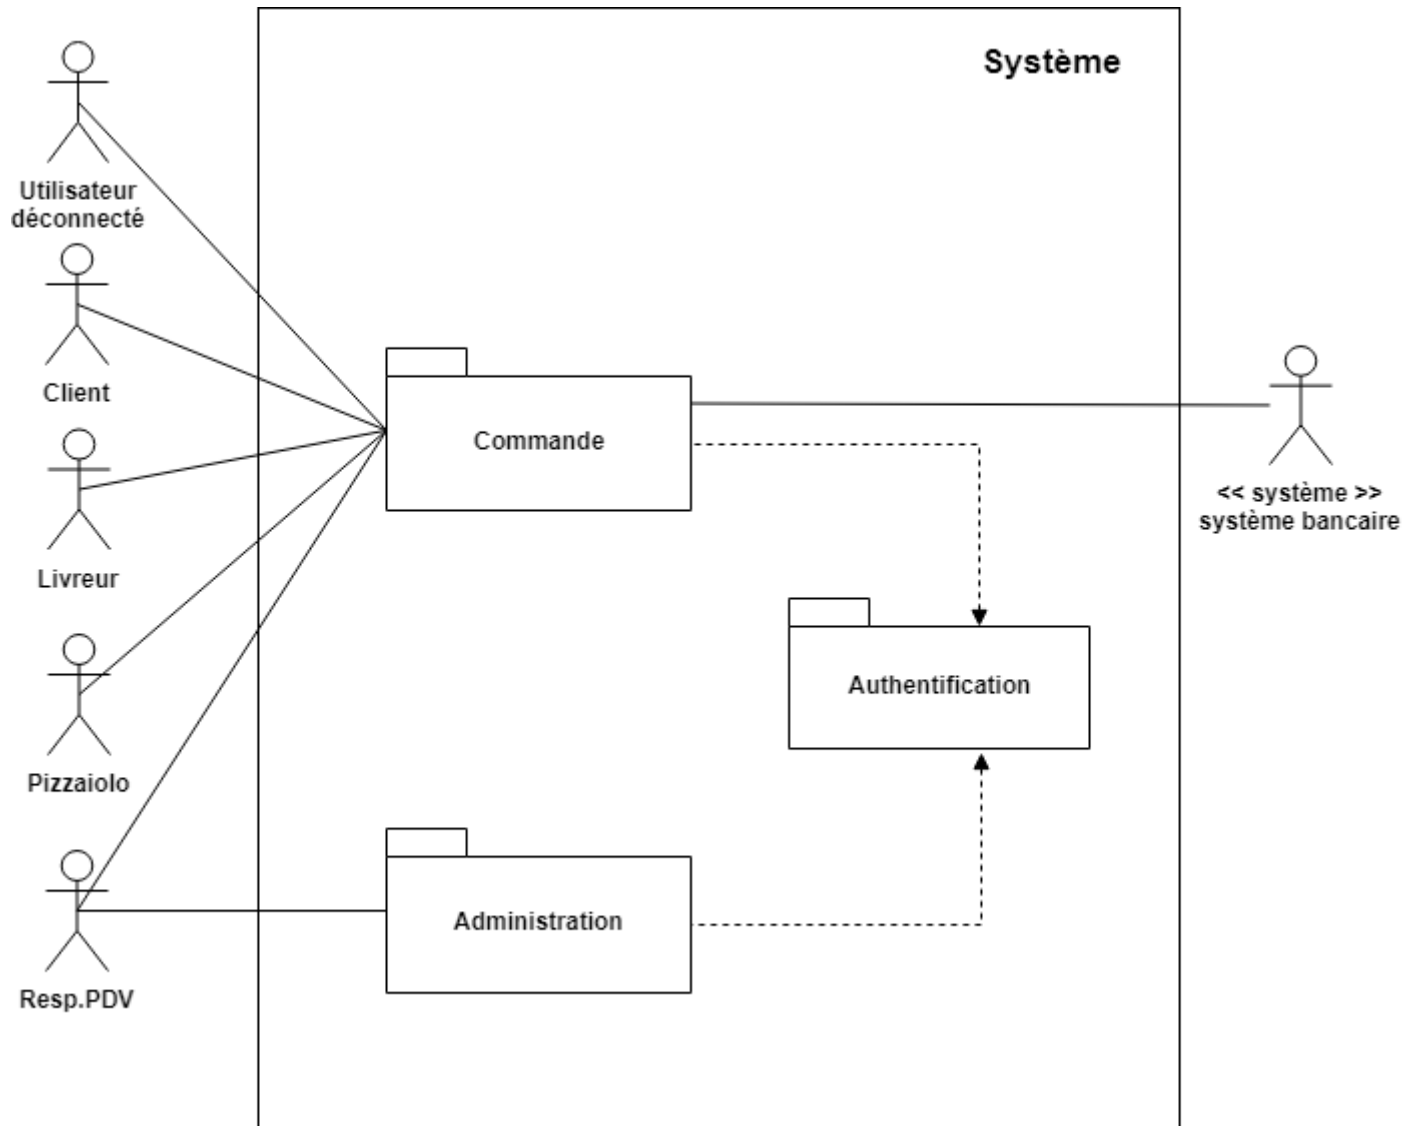 Système
Utilisateur
déconnecté
Client
Commande
<< système >>
système bancaire
Livreur
Authentification
Pizzaiolo
Administration
Resp.PDV